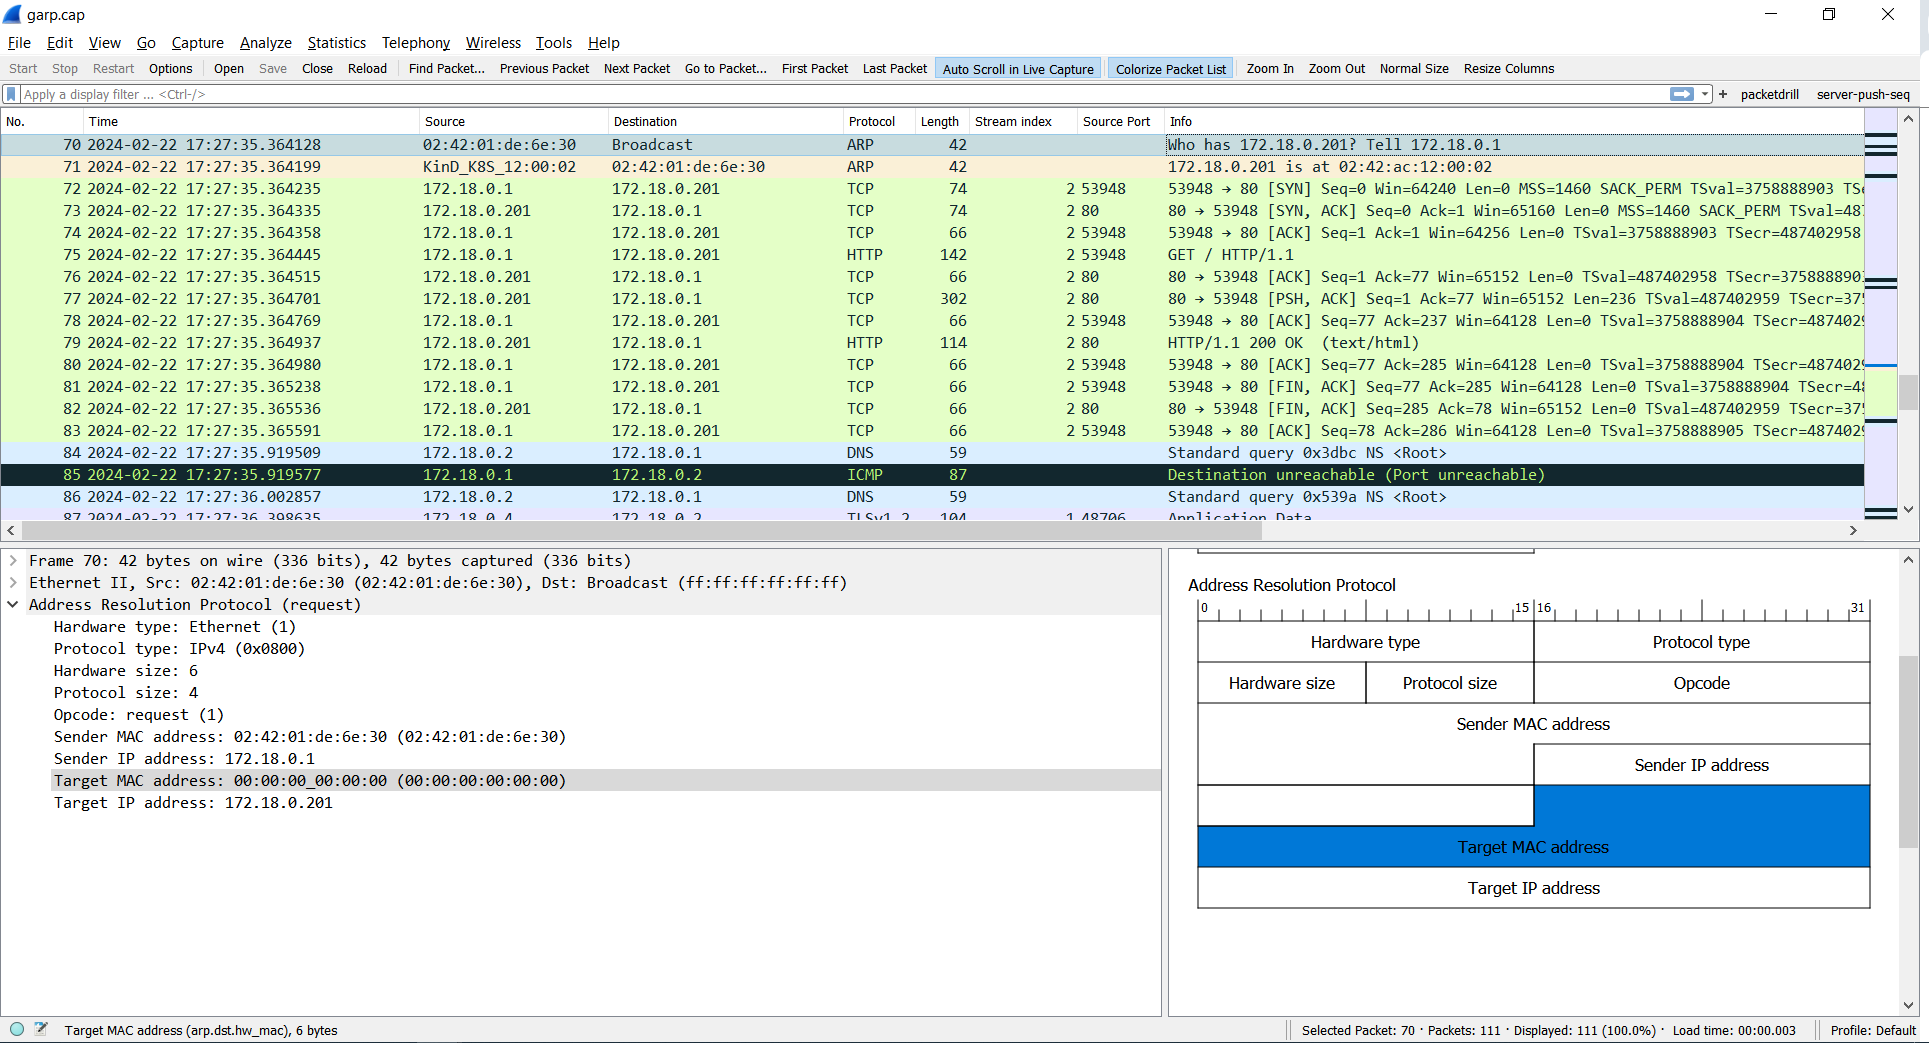 garp.cap
File Edit View Go Capture Analyze Statistics Telephony Wireless Tools Help
Start Stop Restart Options Open Save Close Reload Find Packet... Previous Packet Next Packet Go to Packet... First Packet Last Packet Auto Scroll in Live Capture Colorize Packet List Zoom In Zoom Out Normal Size Resize Columns
Apply a display filter ... <Ctrl-/> + packetdrill server-push-seq
No. Time Source Destination Protocol Length Stream index Source Port Info
70 2024-02-22 17:27:35.364128 02:42:01:de:6e:30 Broadcast ARP 42 Who has 172.18.0.201? Tell 172.18.0.1
71 2024-02-22 17:27:35.364199 KinD_K8S_12:00:02 02:42:01:de:6e:30 ARP 42 172.18.0.201 is at 02:42:ac:12:00:02
72 2024-02-22 17:27:35.364235 172.18.0.1 172.18.0.201 TCP 74 2 53948 53948 → 80 [SYN] Seq=0 Win=64240 Len=0 MSS=1460 SACK_PERM TSval=3758888903 TSe
73 2024-02-22 17:27:35.364335 172.18.0.201 172.18.0.1 TCP 74 2 80 80 → 53948 [SYN, ACK] Seq=0 Ack=1 Win=65160 Len=0 MSS=1460 SACK_PERM TSval=487
74 2024-02-22 17:27:35.364358 172.18.0.1 172.18.0.201 TCP 66 2 53948 53948 → 80 [ACK] Seq=1 Ack=1 Win=64256 Len=0 TSval=3758888903 TSecr=487402958
75 2024-02-22 17:27:35.364445 172.18.0.1 172.18.0.201 HTTP 142 2 53948 GET / HTTP/1.1
76 2024-02-22 17:27:35.364515 172.18.0.201 172.18.0.1 TCP 66 2 80 80 → 53948 [ACK] Seq=1 Ack=77 Win=65152 Len=0 TSval=487402958 TSecr=3758888903
77 2024-02-22 17:27:35.364701 172.18.0.201 172.18.0.1 TCP 302 2 80 80 → 53948 [PSH, ACK] Seq=1 Ack=77 Win=65152 Len=236 TSval=487402959 TSecr=375
78 2024-02-22 17:27:35.364769 172.18.0.1 172.18.0.201 TCP 66 2 53948 53948 → 80 [ACK] Seq=77 Ack=237 Win=64128 Len=0 TSval=3758888904 TSecr=4874029
79 2024-02-22 17:27:35.364937 172.18.0.201 172.18.0.1 HTTP 114 2 80 HTTP/1.1 200 OK (text/html)
80 2024-02-22 17:27:35.364980 172.18.0.1 172.18.0.201 TCP 66 2 53948 53948 → 80 [ACK] Seq=77 Ack=285 Win=64128 Len=0 TSval=3758888904 TSecr=4874029
81 2024-02-22 17:27:35.365238 172.18.0.1 172.18.0.201 TCP 66 2 53948 53948 → 80 [FIN, ACK] Seq=77 Ack=285 Win=64128 Len=0 TSval=3758888904 TSecr=48
82 2024-02-22 17:27:35.365536 172.18.0.201 172.18.0.1 TCP 66 2 80 80 → 53948 [FIN, ACK] Seq=285 Ack=78 Win=65152 Len=0 TSval=487402959 TSecr=375
83 2024-02-22 17:27:35.365591 172.18.0.1 172.18.0.201 TCP 66 2 53948 53948 → 80 [ACK] Seq=78 Ack=286 Win=64128 Len=0 TSval=3758888905 TSecr=4874029
84 2024-02-22 17:27:35.919509 172.18.0.2 172.18.0.1 DNS 59 Standard query 0x3dbc NS <Root>
85 2024-02-22 17:27:35.919577 172.18.0.1 172.18.0.2 ICMP 87 Destination unreachable (Port unreachable)
86 2024-02-22 17:27:36.002857 172.18.0.2 172.18.0.1 DNS 59 Standard query 0x539a NS <Root>
87 2024-02-22 17:27:36.398635 172.18.0.4 172.18.0.2 TLSv1.2 104 1 48706 Application Data
Frame 70: 42 bytes on wire (336 bits), 42 bytes captured (336 bits)
Ethernet II, Src: 02:42:01:de:6e:30 (02:42:01:de:6e:30), Dst: Broadcast (ff:ff:ff:ff:ff:ff)
Address Resolution Protocol (request)
Hardware type: Ethernet (1)
Protocol type: IPv4 (0x0800)
Hardware size: 6
Protocol size: 4
Opcode: request (1)
Sender MAC address: 02:42:01:de:6e:30 (02:42:01:de:6e:30)
Sender IP address: 172.18.0.1
Target MAC address: 00:00:00_00:00:00 (00:00:00:00:00:00)
Target IP address: 172.18.0.201
Address Resolution Protocol
0 15 16 31
Hardware type Protocol type
Hardware size Protocol size Opcode
Sender MAC address
Sender IP address
Target MAC address
Target IP address
Target MAC address (arp.dst.hw_mac), 6 bytes Selected Packet: 70 · Packets: 111 · Displayed: 111 (100.0%) · Load time: 00:00.003 Profile: Default